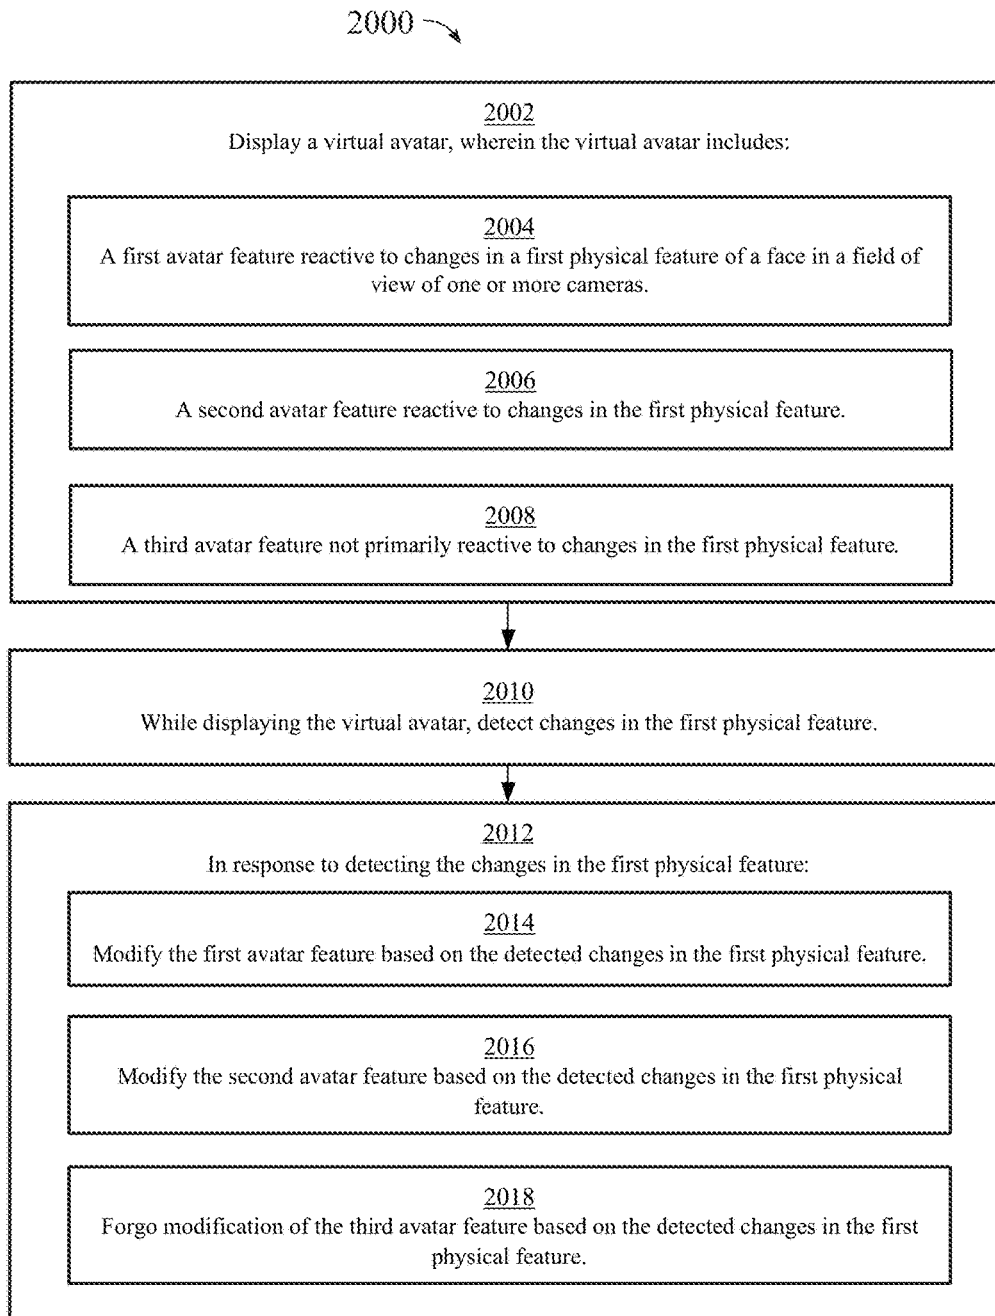 2000
2002
Display a virtual avatar, wherein the virtual avatar includes:
2004
A first avatar feature reactive to changes in a first physical feature of a face in a field of
view of one or more cameras.
2006
A second avatar feature reactive to changes in the first physical feature.
2008
A third avatar feature not primarily reactive to changes in the first physical feature.
2010
While displaying the virtual avatar, detect changes in the first physical feature.
2012
In response to detecting the changes in the first physical feature:
2014
Modify the first avatar feature based on the detected changes in the first physical feature.
2016
Modify the second avatar feature based on the detected changes in the first physical
feature.
2018
Forgo modification of the third avatar feature based on the detected changes in the first
physical feature.